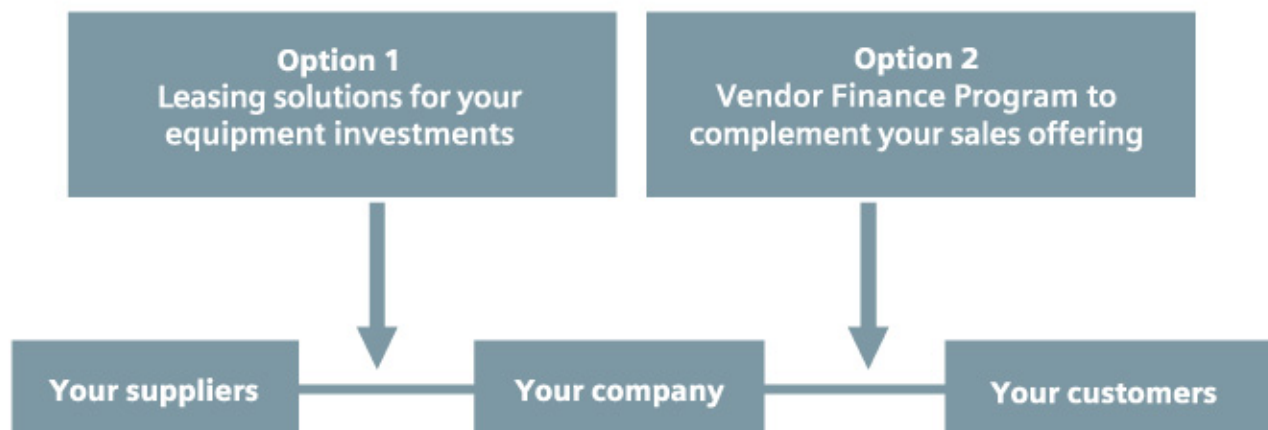 Option 1
Leasing solutions for your
equipment investments
Option 2
Vendor Finance Program to
complement your sales offering
Your suppliers
Your company
Your customers